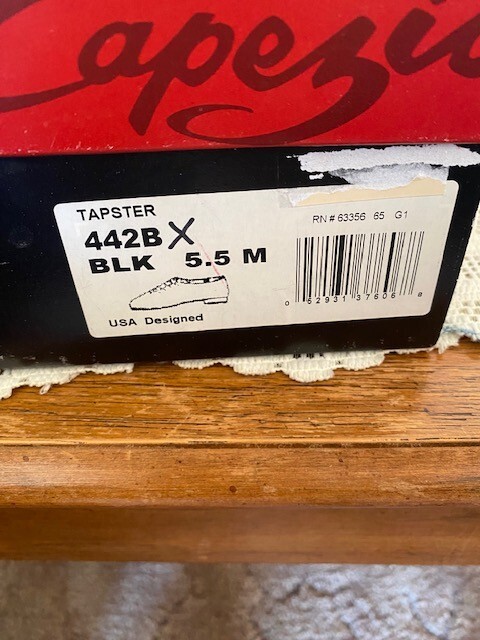 Capezio
TAPSTER
442B X
BLK 5.5 M
USA Designed
RN # 63356 65 G1
0 52931 37606 8